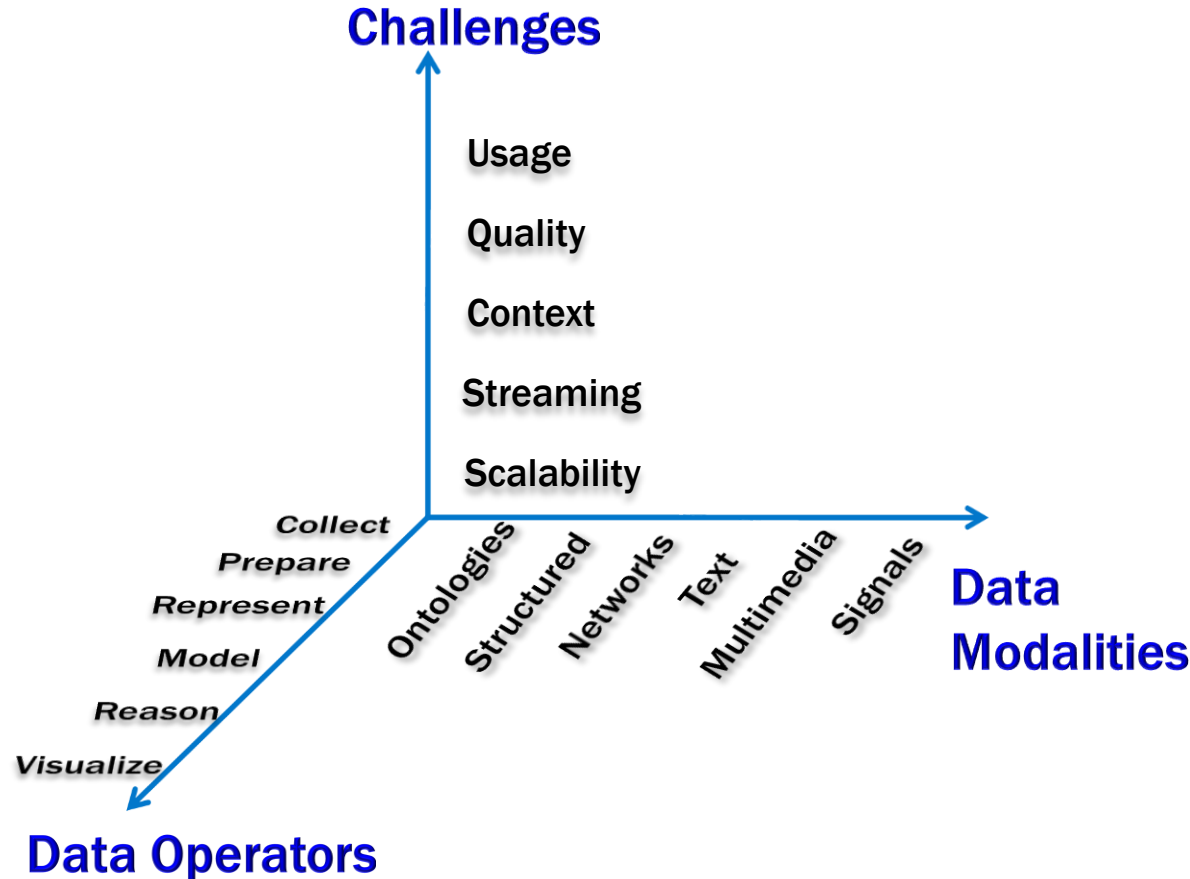 Challenges
Usage
Quality
Context
Streaming
Scalability
Collect
Prepare
Represent
Model
Reason
Visualize
Data Operators
Ontologies
Structured
Networks
Text
Multimedia
Signals
Data
Modalities